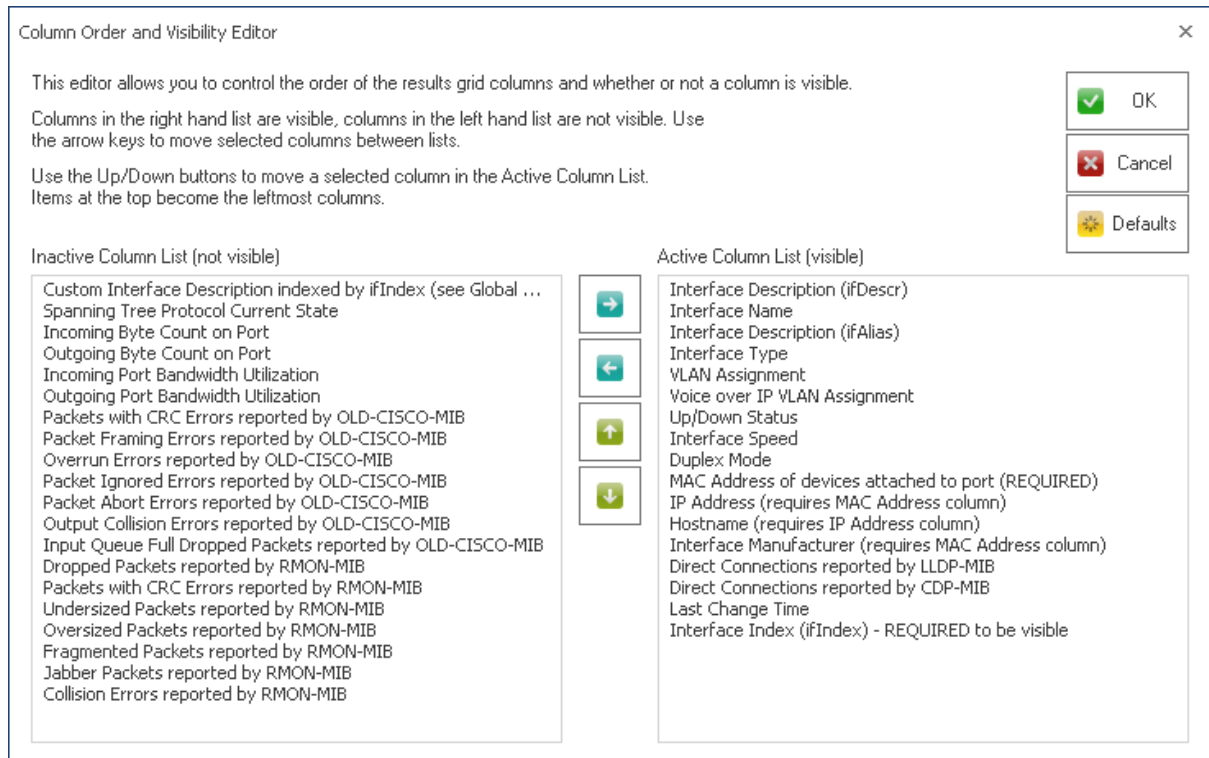 Column Order and Visibility Editor
This editor allows you to control the order of the results grid columns and whether or not a column is visible.
Columns in the right hand list are visible, columns in the left hand list are not visible. Use
the arrow keys to move selected columns between lists.
Use the Up/Down buttons to move a selected column in the Active Column List.
Items at the top become the leftmost columns.
OK
Cancel
Defaults
Inactive Column List (not visible)
Custom Interface Description indexed by ifIndex (see Global ...
Spanning Tree Protocol Current State
Incoming Byte Count on Port
Outgoing Byte Count on Port
Incoming Port Bandwidth Utilization
Outgoing Port Bandwidth Utilization
Packets with CRC Errors reported by OLD-CISCO-MIB
Packet Framing Errors reported by OLD-CISCO-MIB
Overrun Errors reported by OLD-CISCO-MIB
Packet Ignored Errors reported by OLD-CISCO-MIB
Packet Abort Errors reported by OLD-CISCO-MIB
Output Collision Errors reported by OLD-CISCO-MIB
Input Queue Full Dropped Packets reported by OLD-CISCO-MIB
Dropped Packets reported by RMON-MIB
Packets with CRC Errors reported by RMON-MIB
Undersized Packets reported by RMON-MIB
Oversized Packets reported by RMON-MIB
Fragmented Packets reported by RMON-MIB
Jabber Packets reported by RMON-MIB
Collision Errors reported by RMON-MIB
Active Column List (visible)
Interface Description (ifDescr)
Interface Name
Interface Description (ifAlias)
Interface Type
VLAN Assignment
Voice over IP VLAN Assignment
Up/Down Status
Interface Speed
Duplex Mode
MAC Address of devices attached to port (REQUIRED)
IP Address (requires MAC Address column)
Hostname (requires IP Address column)
Interface Manufacturer (requires MAC Address column)
Direct Connections reported by LLDP-MIB
Direct Connections reported by CDP-MIB
Last Change Time
Interface Index (ifIndex) - REQUIRED to be visible